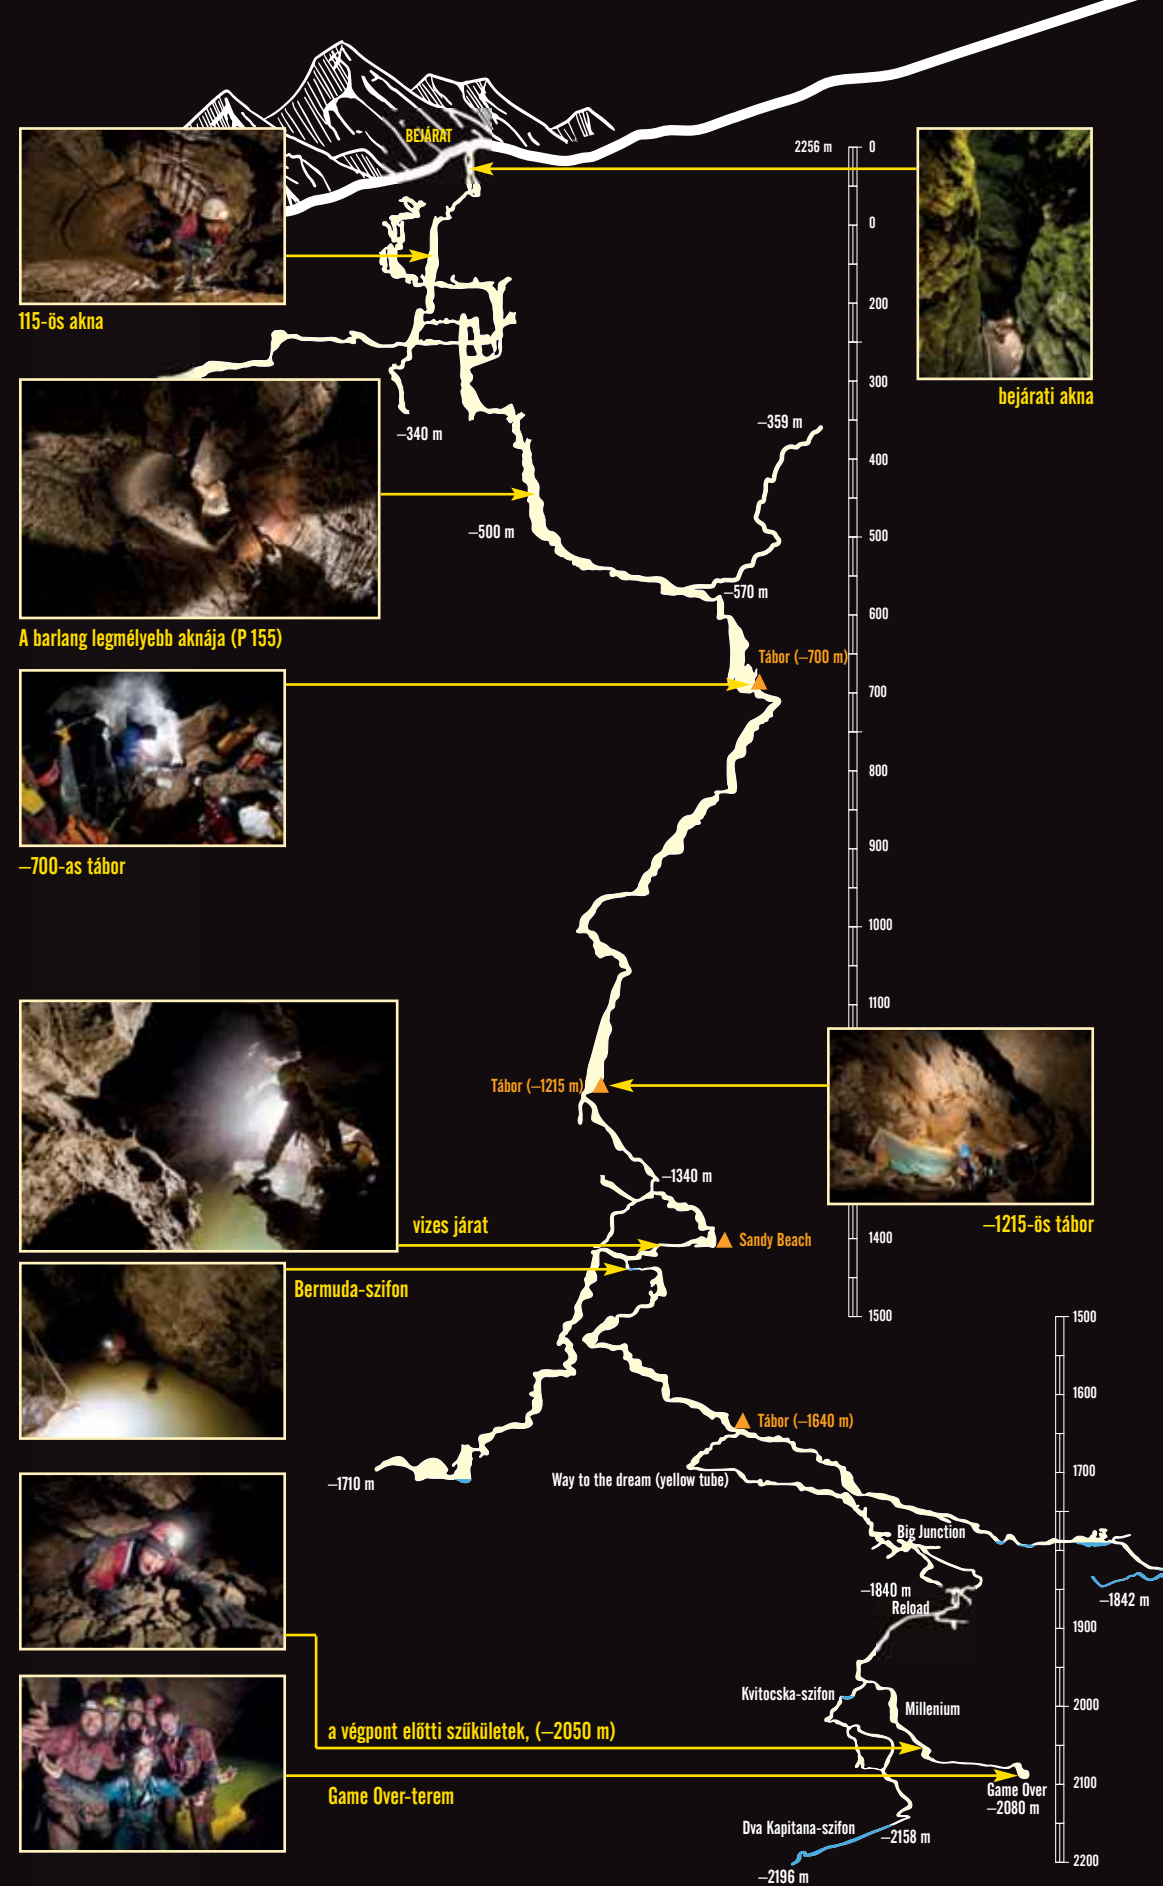 BEJÁRAT
2256 m
0
0
200
300
400
500
600
700
800
900
1000
1100
1400
1500
115-ös akna
bejárati akna
–340 m
–359 m
–500 m
–570 m
A barlang legmélyebb aknája (P 155)
Tábor (–700 m)
–700-as tábor
Tábor (–1215 m)
–1215-ös tábor
–1340 m
vizes járat
Sandy Beach
Bermuda-szifon
1500
1600
1700
1900
2000
2100
2200
Tábor (–1640 m)
–1710 m
Way to the dream (yellow tube)
Big Junction
–1840 m
–1842 m
Reload
Kvitocska-szifon
Millenium
a végpont előtti szűkületek, (–2050 m)
Game Over-terem
Game Over
–2080 m
Dva Kapitana-szifon
–2158 m
–2196 m